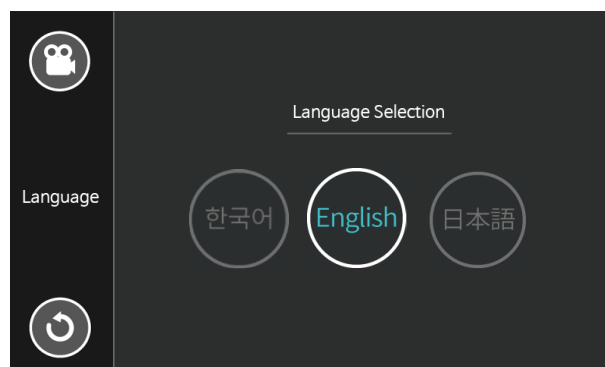 Language Selection
Language
한국어
English
日本語